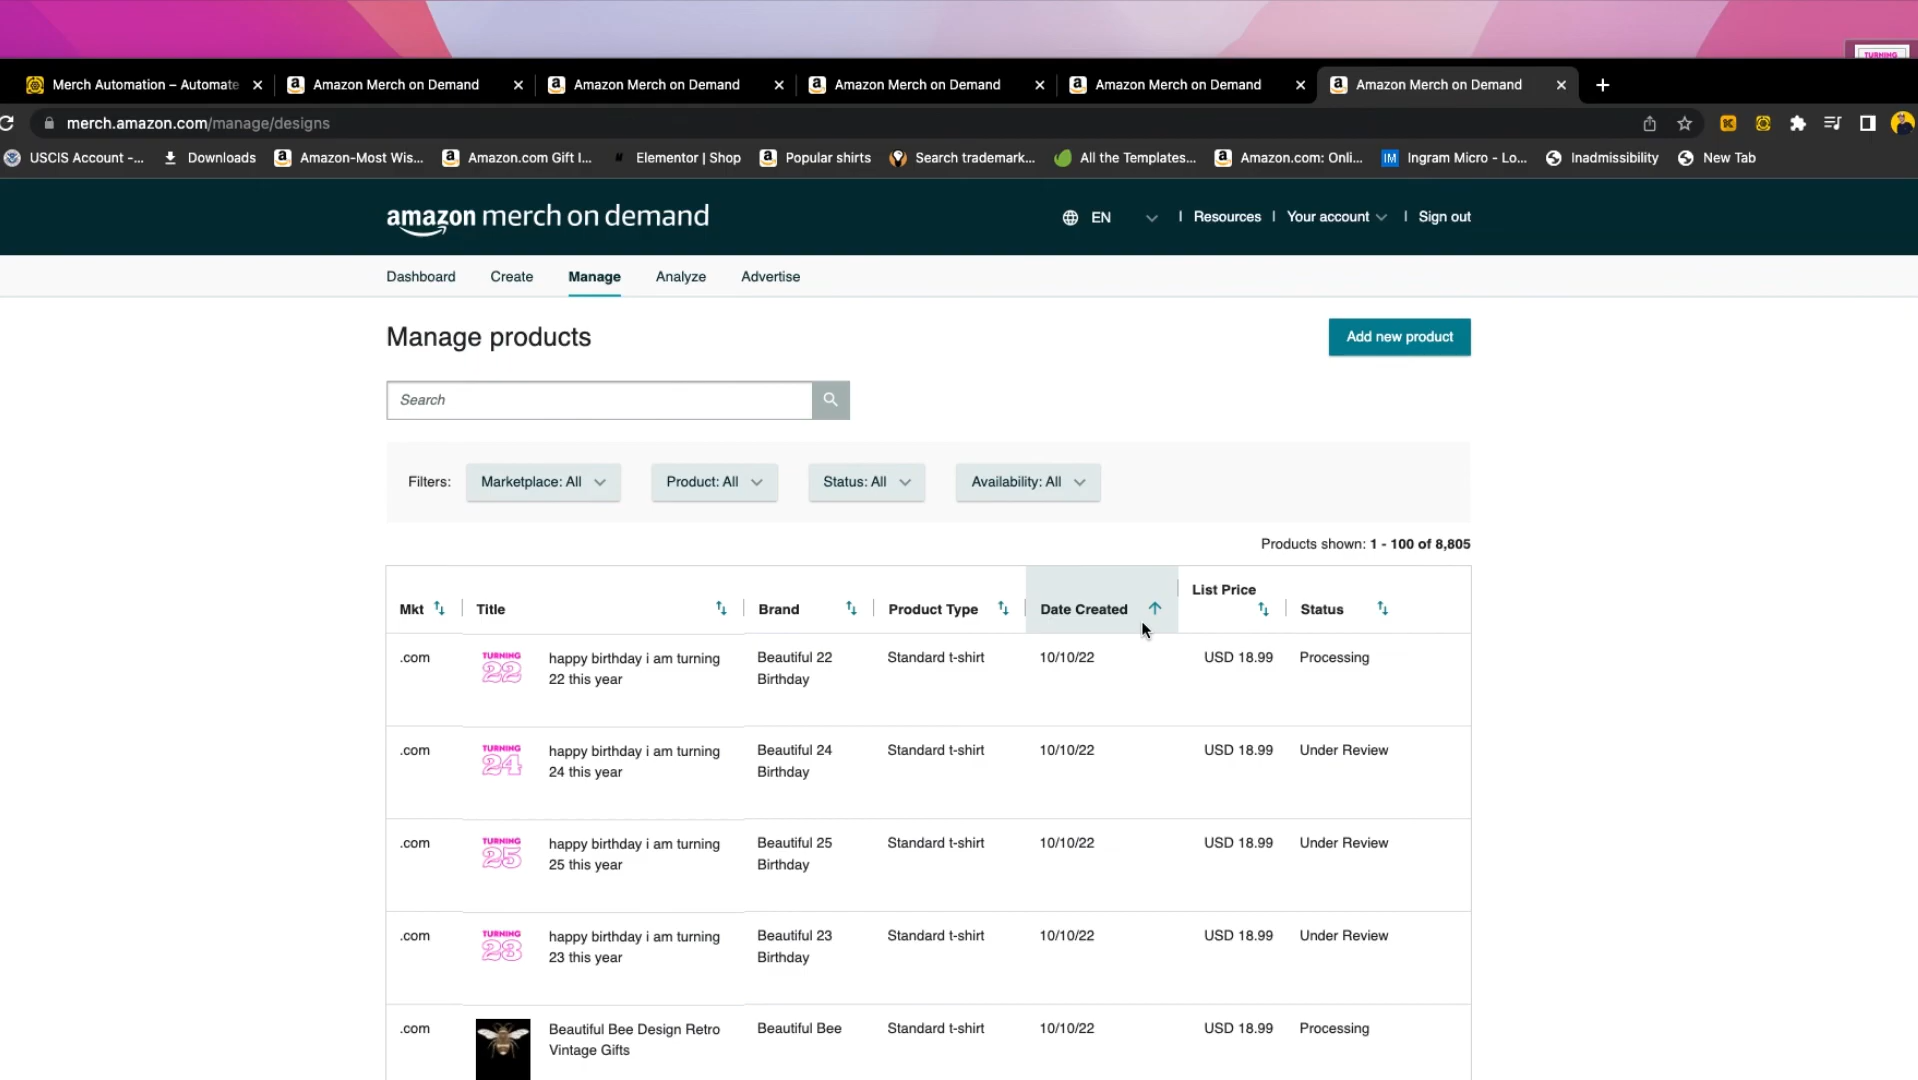 TURNING
Merch Automation – Automate
Amazon Merch on Demand
Amazon Merch on Demand
Amazon Merch on Demand
Amazon Merch on Demand
Amazon Merch on Demand
merch.amazon.com/manage/designs
USCIS Account -...
Downloads
Amazon-Most Wis...
Amazon.com Gift I...
Elementor | Shop
Popular shirts
Search trademark...
All the Templates...
Amazon.com: Onli...
IM
Ingram Micro - Lo...
Inadmissibility
New Tab
amazon merch on demand
EN
Resources
Your account
Sign out
Dashboard
Create
Manage
Analyze
Advertise
Manage products
Add new product
Search
Filters:
Marketplace: All
Product: All
Status: All
Availability: All
Products shown: 1 - 100 of 8,805
Mkt
Title
Brand
Product Type
Date Created
List Price
Status
.com
TURNING
22
happy birthday i am turning
22 this year
Beautiful 22
Birthday
Standard t-shirt
10/10/22
USD 18.99
Processing
.com
TURNING
24
happy birthday i am turning
24 this year
Beautiful 24
Birthday
Standard t-shirt
10/10/22
USD 18.99
Under Review
.com
TURNING
25
happy birthday i am turning
25 this year
Beautiful 25
Birthday
Standard t-shirt
10/10/22
USD 18.99
Under Review
.com
TURNING
23
happy birthday i am turning
23 this year
Beautiful 23
Birthday
Standard t-shirt
10/10/22
USD 18.99
Under Review
.com
Beautiful Bee Design Retro
Vintage Gifts
Beautiful Bee
Standard t-shirt
10/10/22
USD 18.99
Processing